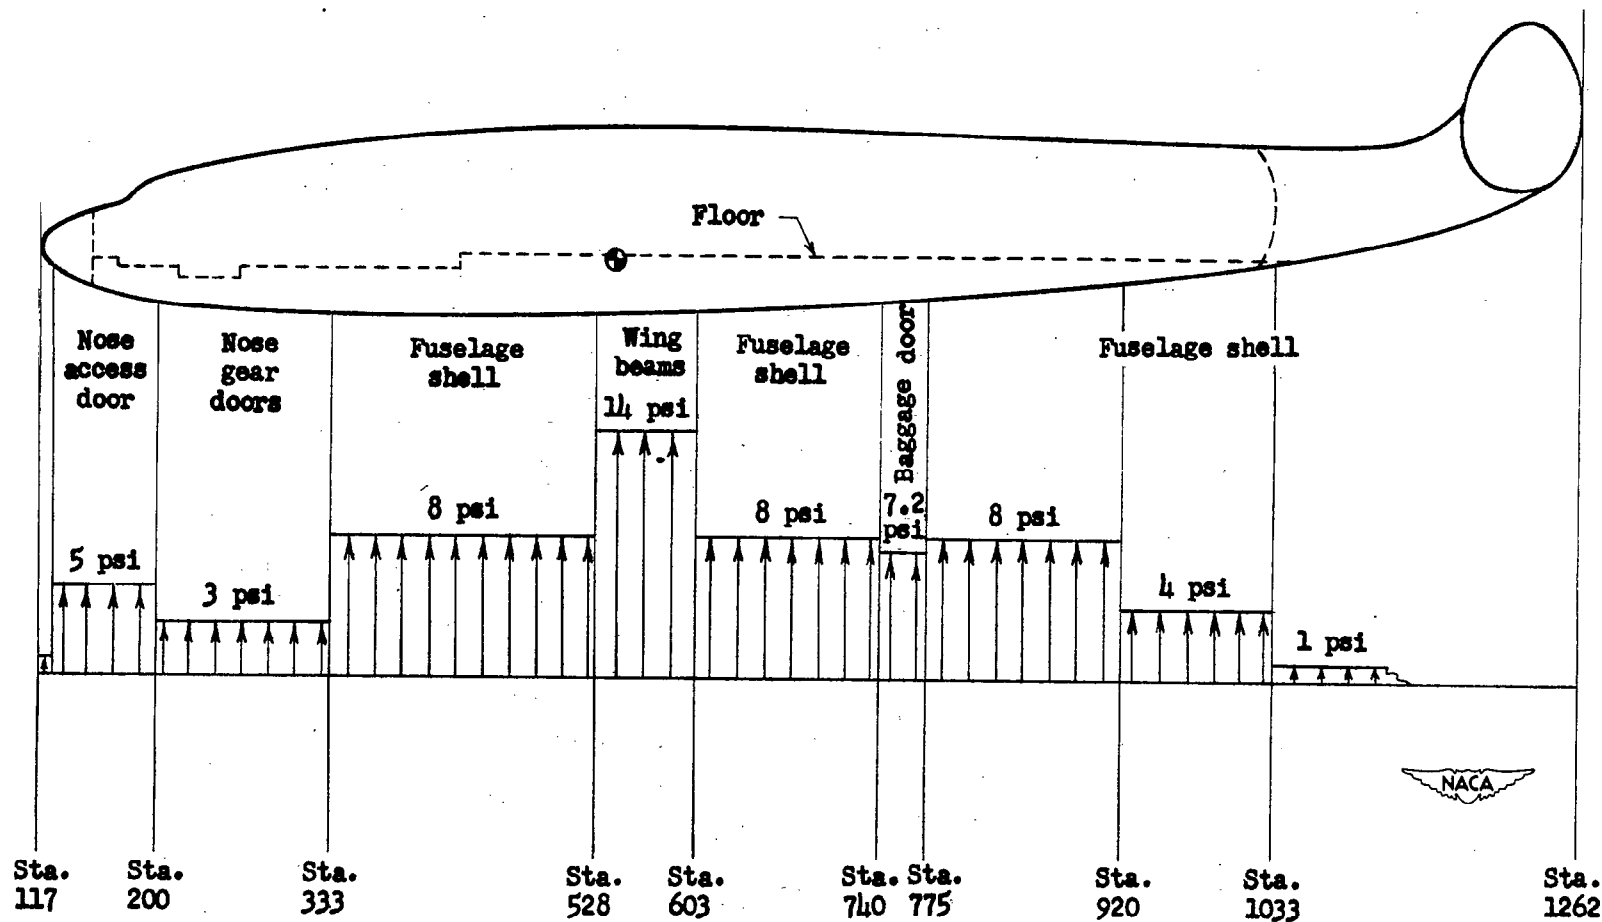 Floor
Nose
access
door
Nose
gear
doors
Fuselage
shell
Wing
beams
Fuselage
shell
Baggage door
Fuselage shell
5 psi
3 psi
8 psi
14 psi
8 psi
7.2
psi
8 psi
4 psi
1 psi
NACA
Sta.
117
Sta.
200
Sta.
333
Sta.
528
Sta.
603
Sta.
740
Sta.
775
Sta.
920
Sta.
1033
Sta.
1262